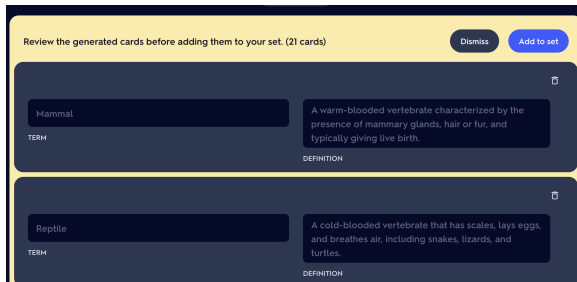 Review the generated cards before adding them to your set. (21 cards)
Dismiss
Add to set
Mammal
TERM
A warm-blooded vertebrate characterized by the
presence of mammary glands, hair or fur, and
typically giving live birth.
DEFINITION
Reptile
TERM
A cold-blooded vertebrate that has scales, lays eggs,
and breathes air, including snakes, lizards, and
turtles.
DEFINITION